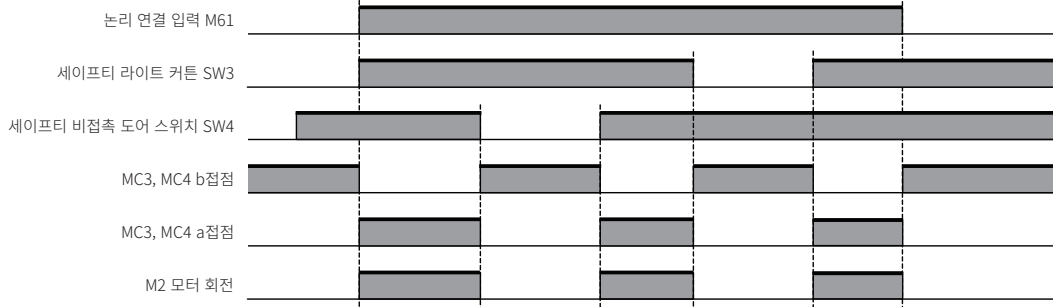 논리 연결 입력 M61
세이프티 라이트 커튼 SW3
세이프티 비접촉 도어 스위치 SW4
MC3, MC4 b접점
MC3, MC4 a접점
M2 모터 회전